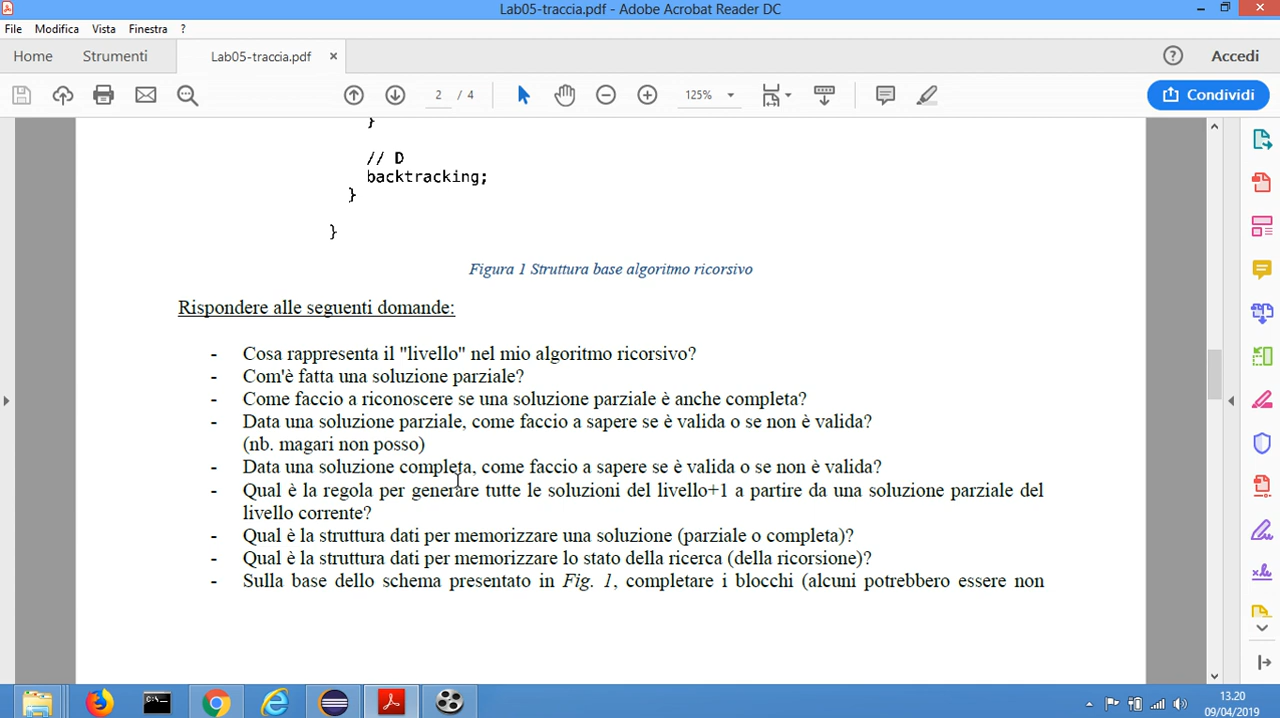 Lab05-traccia.pdf - Adobe Acrobat Reader DC
File Modifica Vista Finestra ?
Home Strumenti Lab05-traccia.pdf × Accedi
2 / 4 125% Condividi
}
// D
backtracking;
}
}
Figura 1 Struttura base algoritmo ricorsivo
Rispondere alle seguenti domande:
- Cosa rappresenta il "livello" nel mio algoritmo ricorsivo?
- Com'è fatta una soluzione parziale?
- Come faccio a riconoscere se una soluzione parziale è anche completa?
- Data una soluzione parziale, come faccio a sapere se è valida o se non è valida?
(nb. magari non posso)
- Data una soluzione completa, come faccio a sapere se è valida o se non è valida?
- Qual è la regola per generare tutte le soluzioni del livello+1 a partire da una soluzione parziale del
livello corrente?
- Qual è la struttura dati per memorizzare una soluzione (parziale o completa)?
- Qual è la struttura dati per memorizzare lo stato della ricerca (della ricorsione)?
- Sulla base dello schema presentato in Fig. 1, completare i blocchi (alcuni potrebbero essere non
13.20
09/04/2019